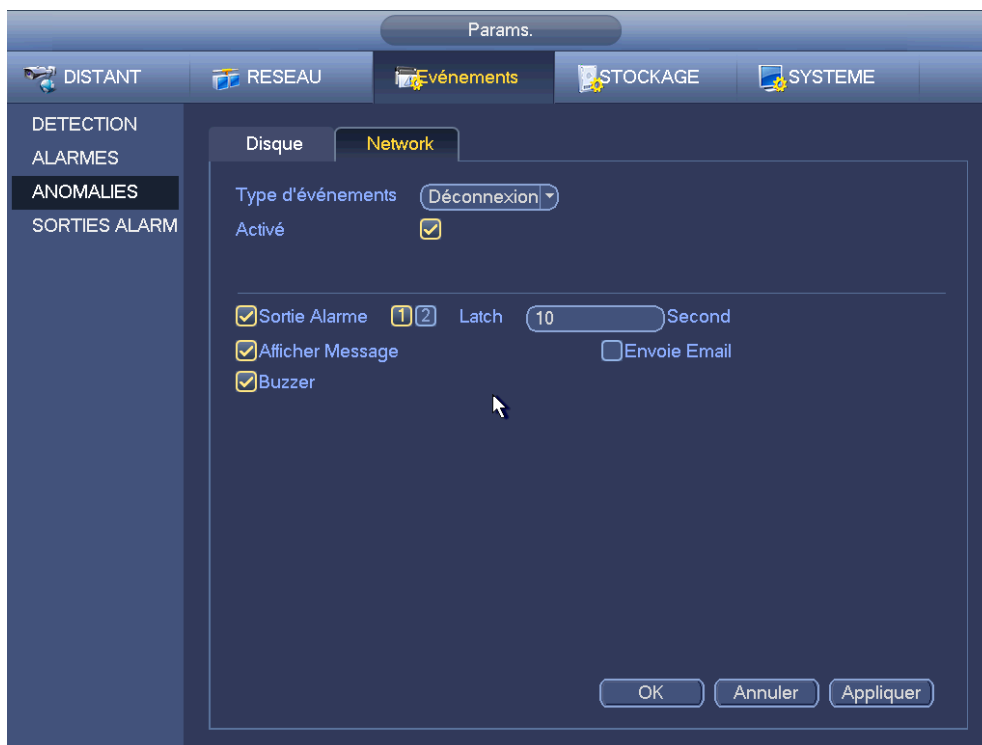 Params.
DISTANT RESEAU Evénements STOCKAGE SYSTEME
DETECTION
ALARMES
ANOMALIES
SORTIES ALARM
Disque Network
Type d'événements Déconnexion
Activé
Sortie Alarme 1 2 Latch 10 Second
Afficher Message Envoie Email
Buzzer
OK Annuler Appliquer